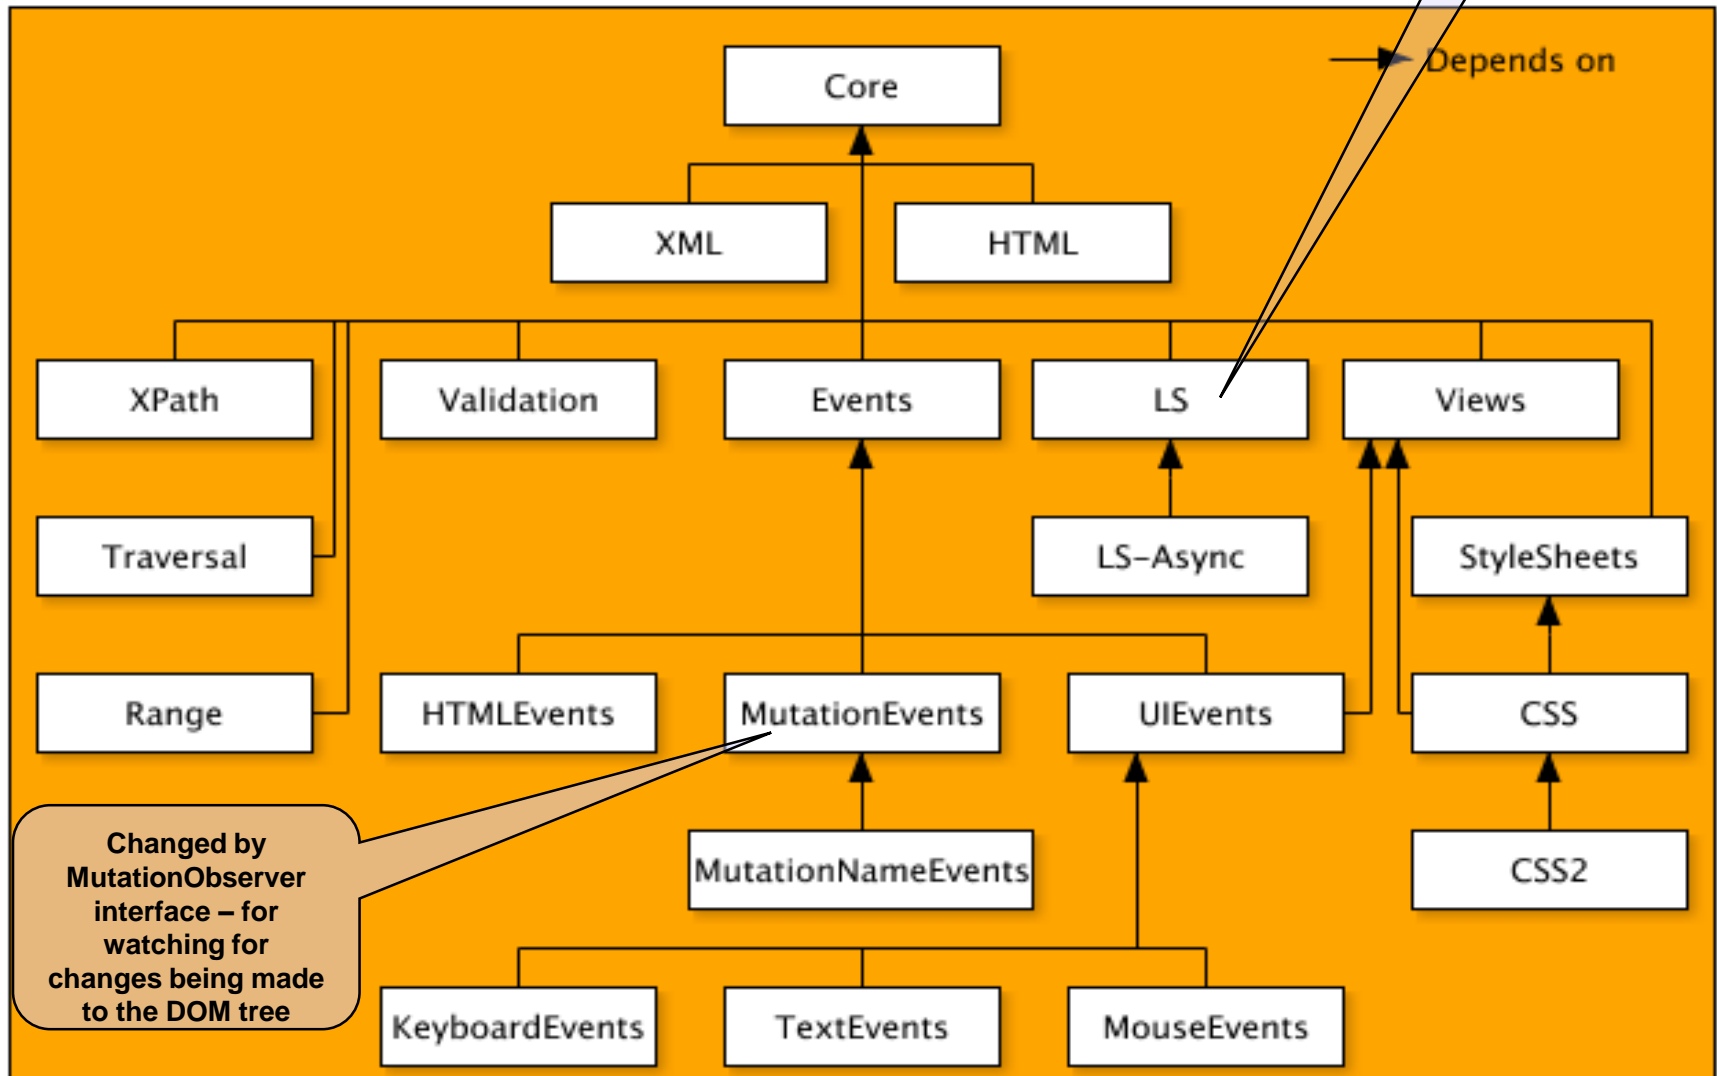 Depends on
Core
XML
HTML
XPath
Validation
Events
LS
Views
Traversal
LS-Async
StyleSheets
Range
HTMLEvents
MutationEvents
UIEvents
CSS
Changed by
MutationObserver
interface – for
watching for
changes being made
to the DOM tree
MutationNameEvents
CSS2
KeyboardEvents
TextEvents
MouseEvents